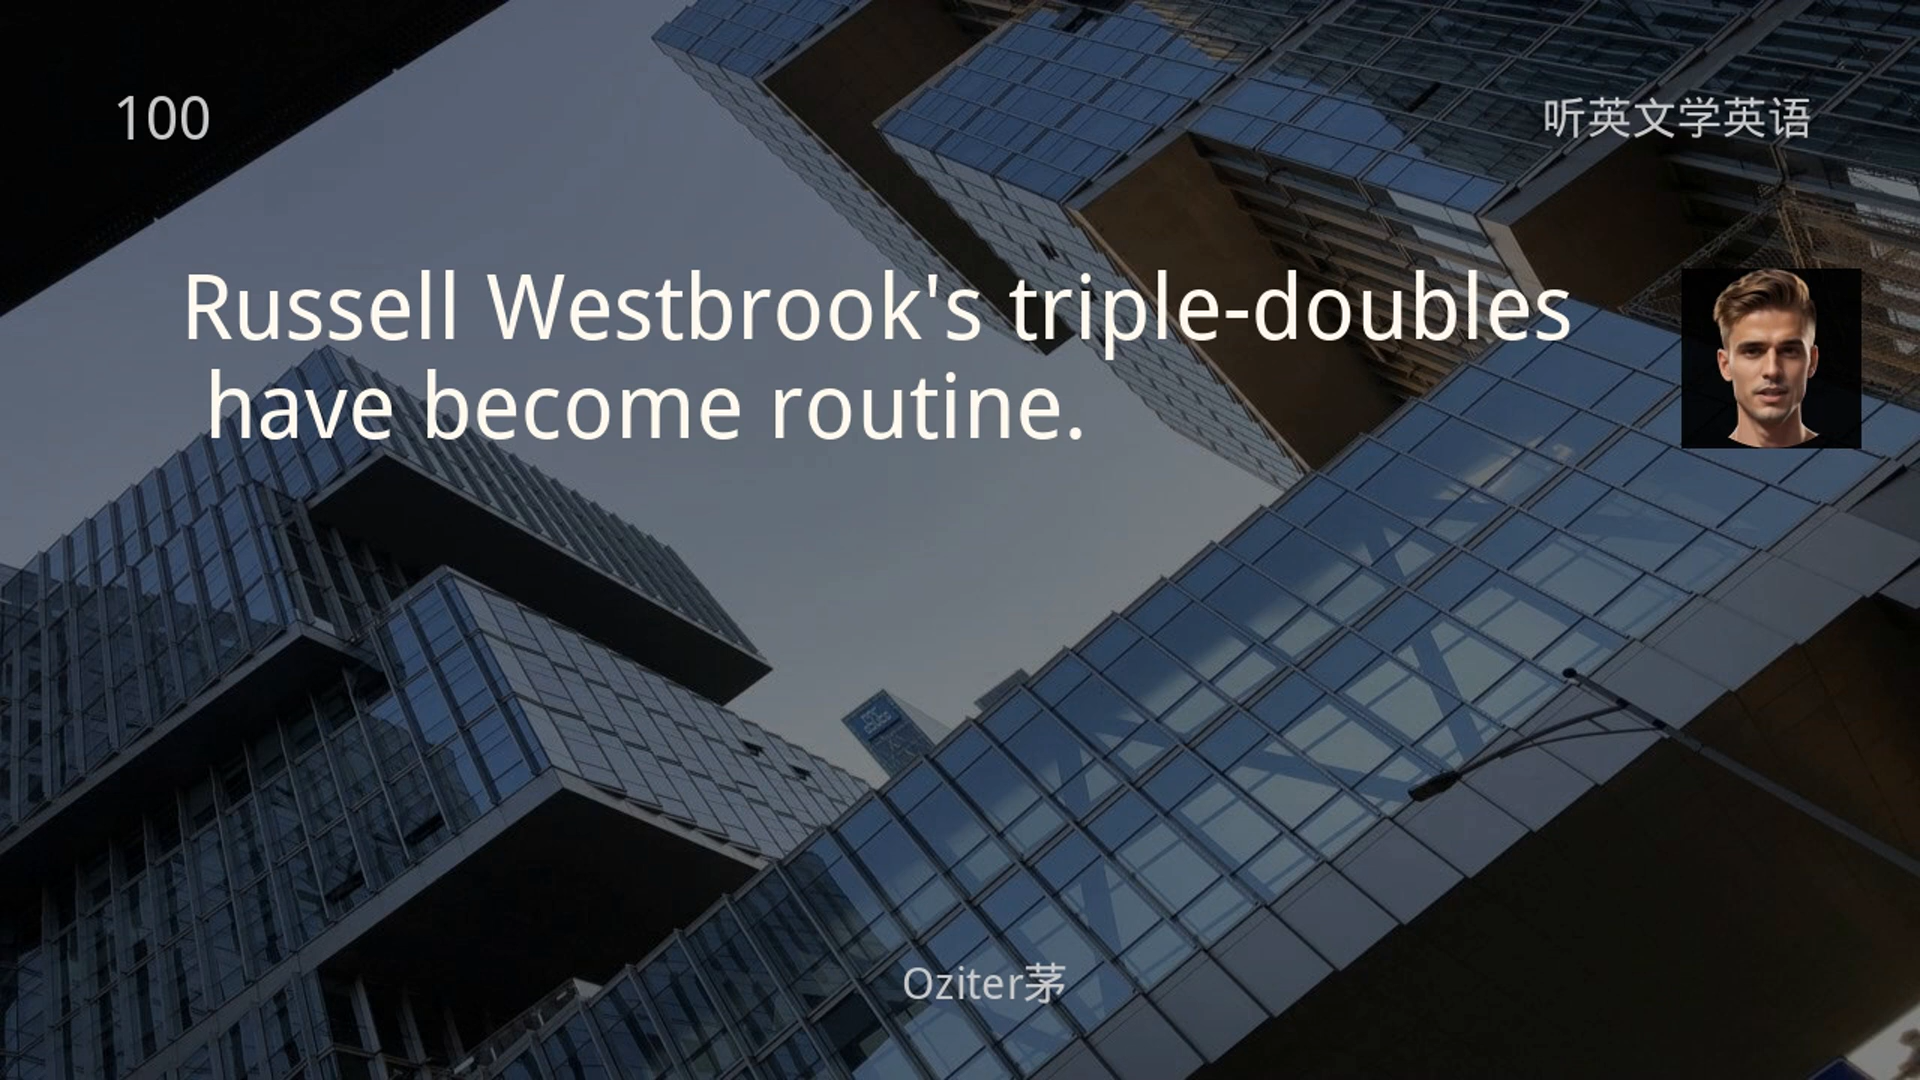 100
听英文学英语
Russell Westbrook's triple-doubles
have become routine.
Oziter茅